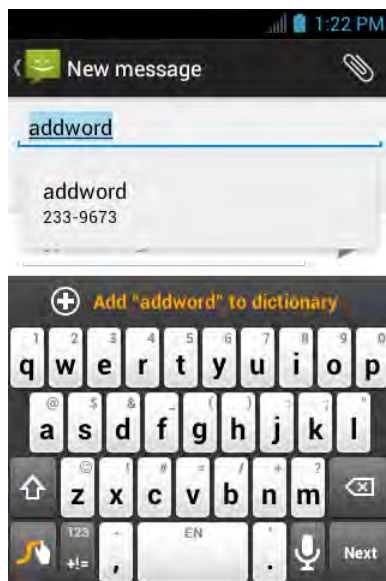 1:22 PM
New message
addword
addword
233-9673
Add "addword" to dictionary
1 2 3 4 5 6 7 8 9 0
q w e r t y u i o p
@ $ & _ ( ) : ; "
a s d f g h j k l
! # = / + ?
z x c v b n m
123 - EN '
+!= , . Next